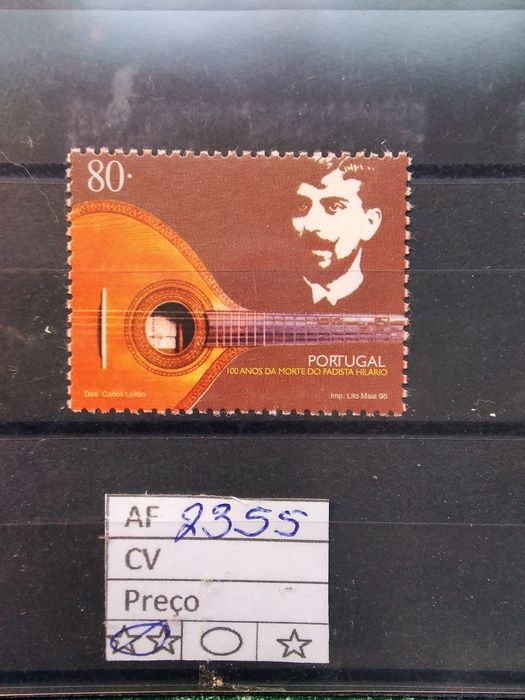 80.
PORTUGAL
100 ANOS DA MORTE DO FADISTA HILÁRIO
Des: Carlos Leitão
Imp: Lito Maia 96
AF 2355
CV
Preço